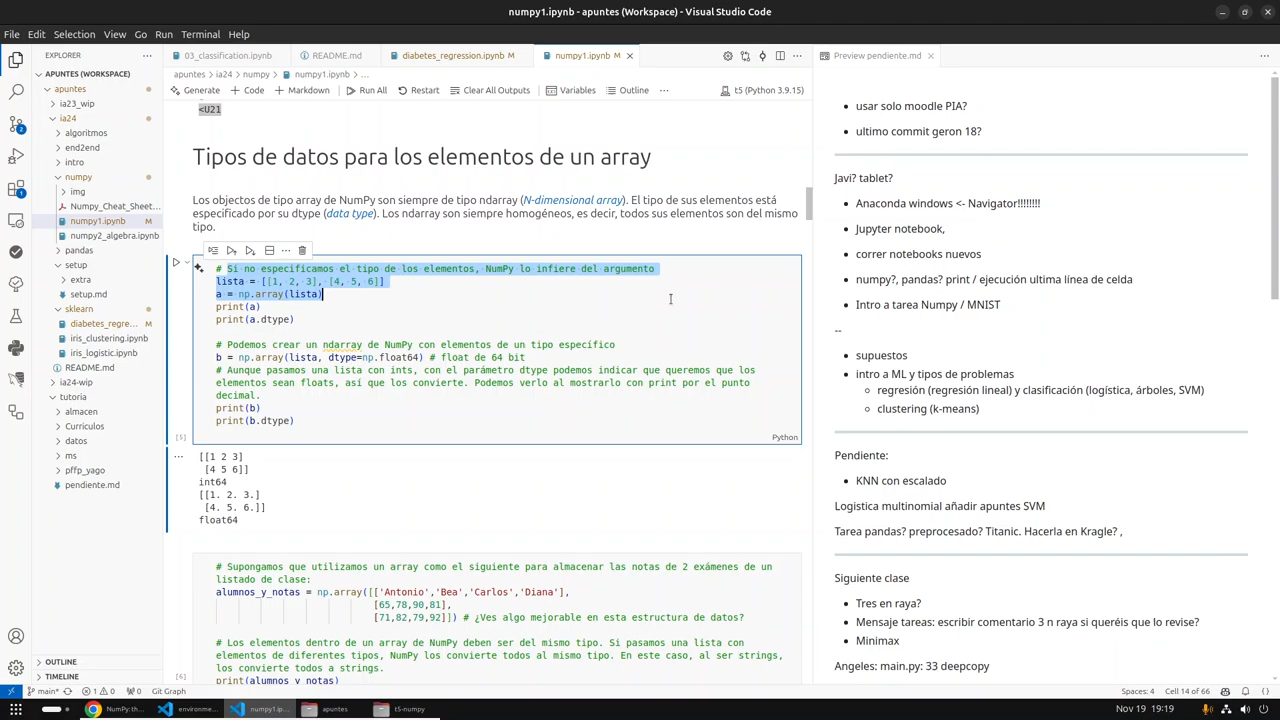 numpy1.ipynb - apuntes (Workspace) - Visual Studio Code
File Edit Selection View Go Run Terminal Help
EXPLORER
APUNTES (WORKSPACE)
apuntes
ia23_wip
ia24
algoritmos
end2end
intro
numpy
img
Numpy_Cheat_Sheet...
numpy1.ipynb M
numpy2_algebra.ipynb
pandas
setup
extra
setup.md
sklearn
diabetes_regre... M
iris_clustering.ipynb
iris_logistic.ipynb
README.md
ia24-wip
tutoria
almacen
Curriculos
datos
ms
pffp_yago
pendiente.md
OUTLINE
TIMELINE
03_classification.ipynb README.md diabetes_regression.ipynb M numpy1.ipynb M
apuntes > ia24 > numpy > numpy1.ipynb > ...
Generate + Code + Markdown Run All Restart Clear All Outputs Variables Outline ... t5 (Python 3.9.15)
<U21
Tipos de datos para los elementos de un array
Los objectos de tipo array de NumPy son siempre de tipo ndarray (N-dimensional array). El tipo de sus elementos está
especificado por su dtype (data type). Los ndarray son siempre homogéneos, es decir, todos sus elementos son del mismo
tipo.
# Si no especificamos el tipo de los elementos, NumPy lo infiere del argumento
lista = [[1, 2, 3], [4, 5, 6]]
a = np.array(lista)
print(a)
print(a.dtype)
# Podemos crear un ndarray de NumPy con elementos de un tipo específico
b = np.array(lista, dtype=np.float64) # float de 64 bit
# Aunque pasamos una lista con ints, con el parámetro dtype podemos indicar que queremos que los
elementos sean floats, así que los convierte. Podemos verlo al mostrarlo con print por el punto
decimal.
print(b)
print(b.dtype)
[5]
Python
[[1 2 3]
[4 5 6]]
int64
[[1. 2. 3.]
[4. 5. 6.]]
float64
# Supongamos que utilizamos un array como el siguiente para almacenar las notas de 2 exámenes de un
listado de clase:
alumnos_y_notas = np.array([['Antonio','Bea','Carlos','Diana'],
[65,78,90,81],
[71,82,79,92]]) # ¿Ves algo mejorable en esta estructura de datos?
# Los elementos dentro de un array de NumPy deben ser del mismo tipo. Si pasamos una lista con
elementos de diferentes tipos, NumPy los convierte todos al mismo tipo. En este caso, al ser strings,
los convierte todos a strings.
[6]
print(alumnos_y_notas)
Preview pendiente.md
usar solo moodle PIA?
ultimo commit geron 18?
Javi? tablet?
Anaconda windows <- Navigator!!!!!!!!
Jupyter notebook,
correr notebooks nuevos
numpy?, pandas? print / ejecución ultima línea de celda
Intro a tarea Numpy / MNIST
--
supuestos
intro a ML y tipos de problemas
regresión (regresión lineal) y clasificación (logística, árboles, SVM)
clustering (k-means)
Pendiente:
KNN con escalado
Logistica multinomial añadir apuntes SVM
Tarea pandas? preprocesado? Titanic. Hacerla en Kragle? ,
Siguiente clase
Tres en raya?
Mensaje tareas: escribir comentario 3 n raya si queréis que lo revise?
Minimax
Angeles: main.py: 33 deepcopy
main* 1 0 0 Git Graph Spaces: 4 Cell 14 of 66
NumPy: th... environme... numpy1.ip... apuntes t5-numpy Nov 19 19:19